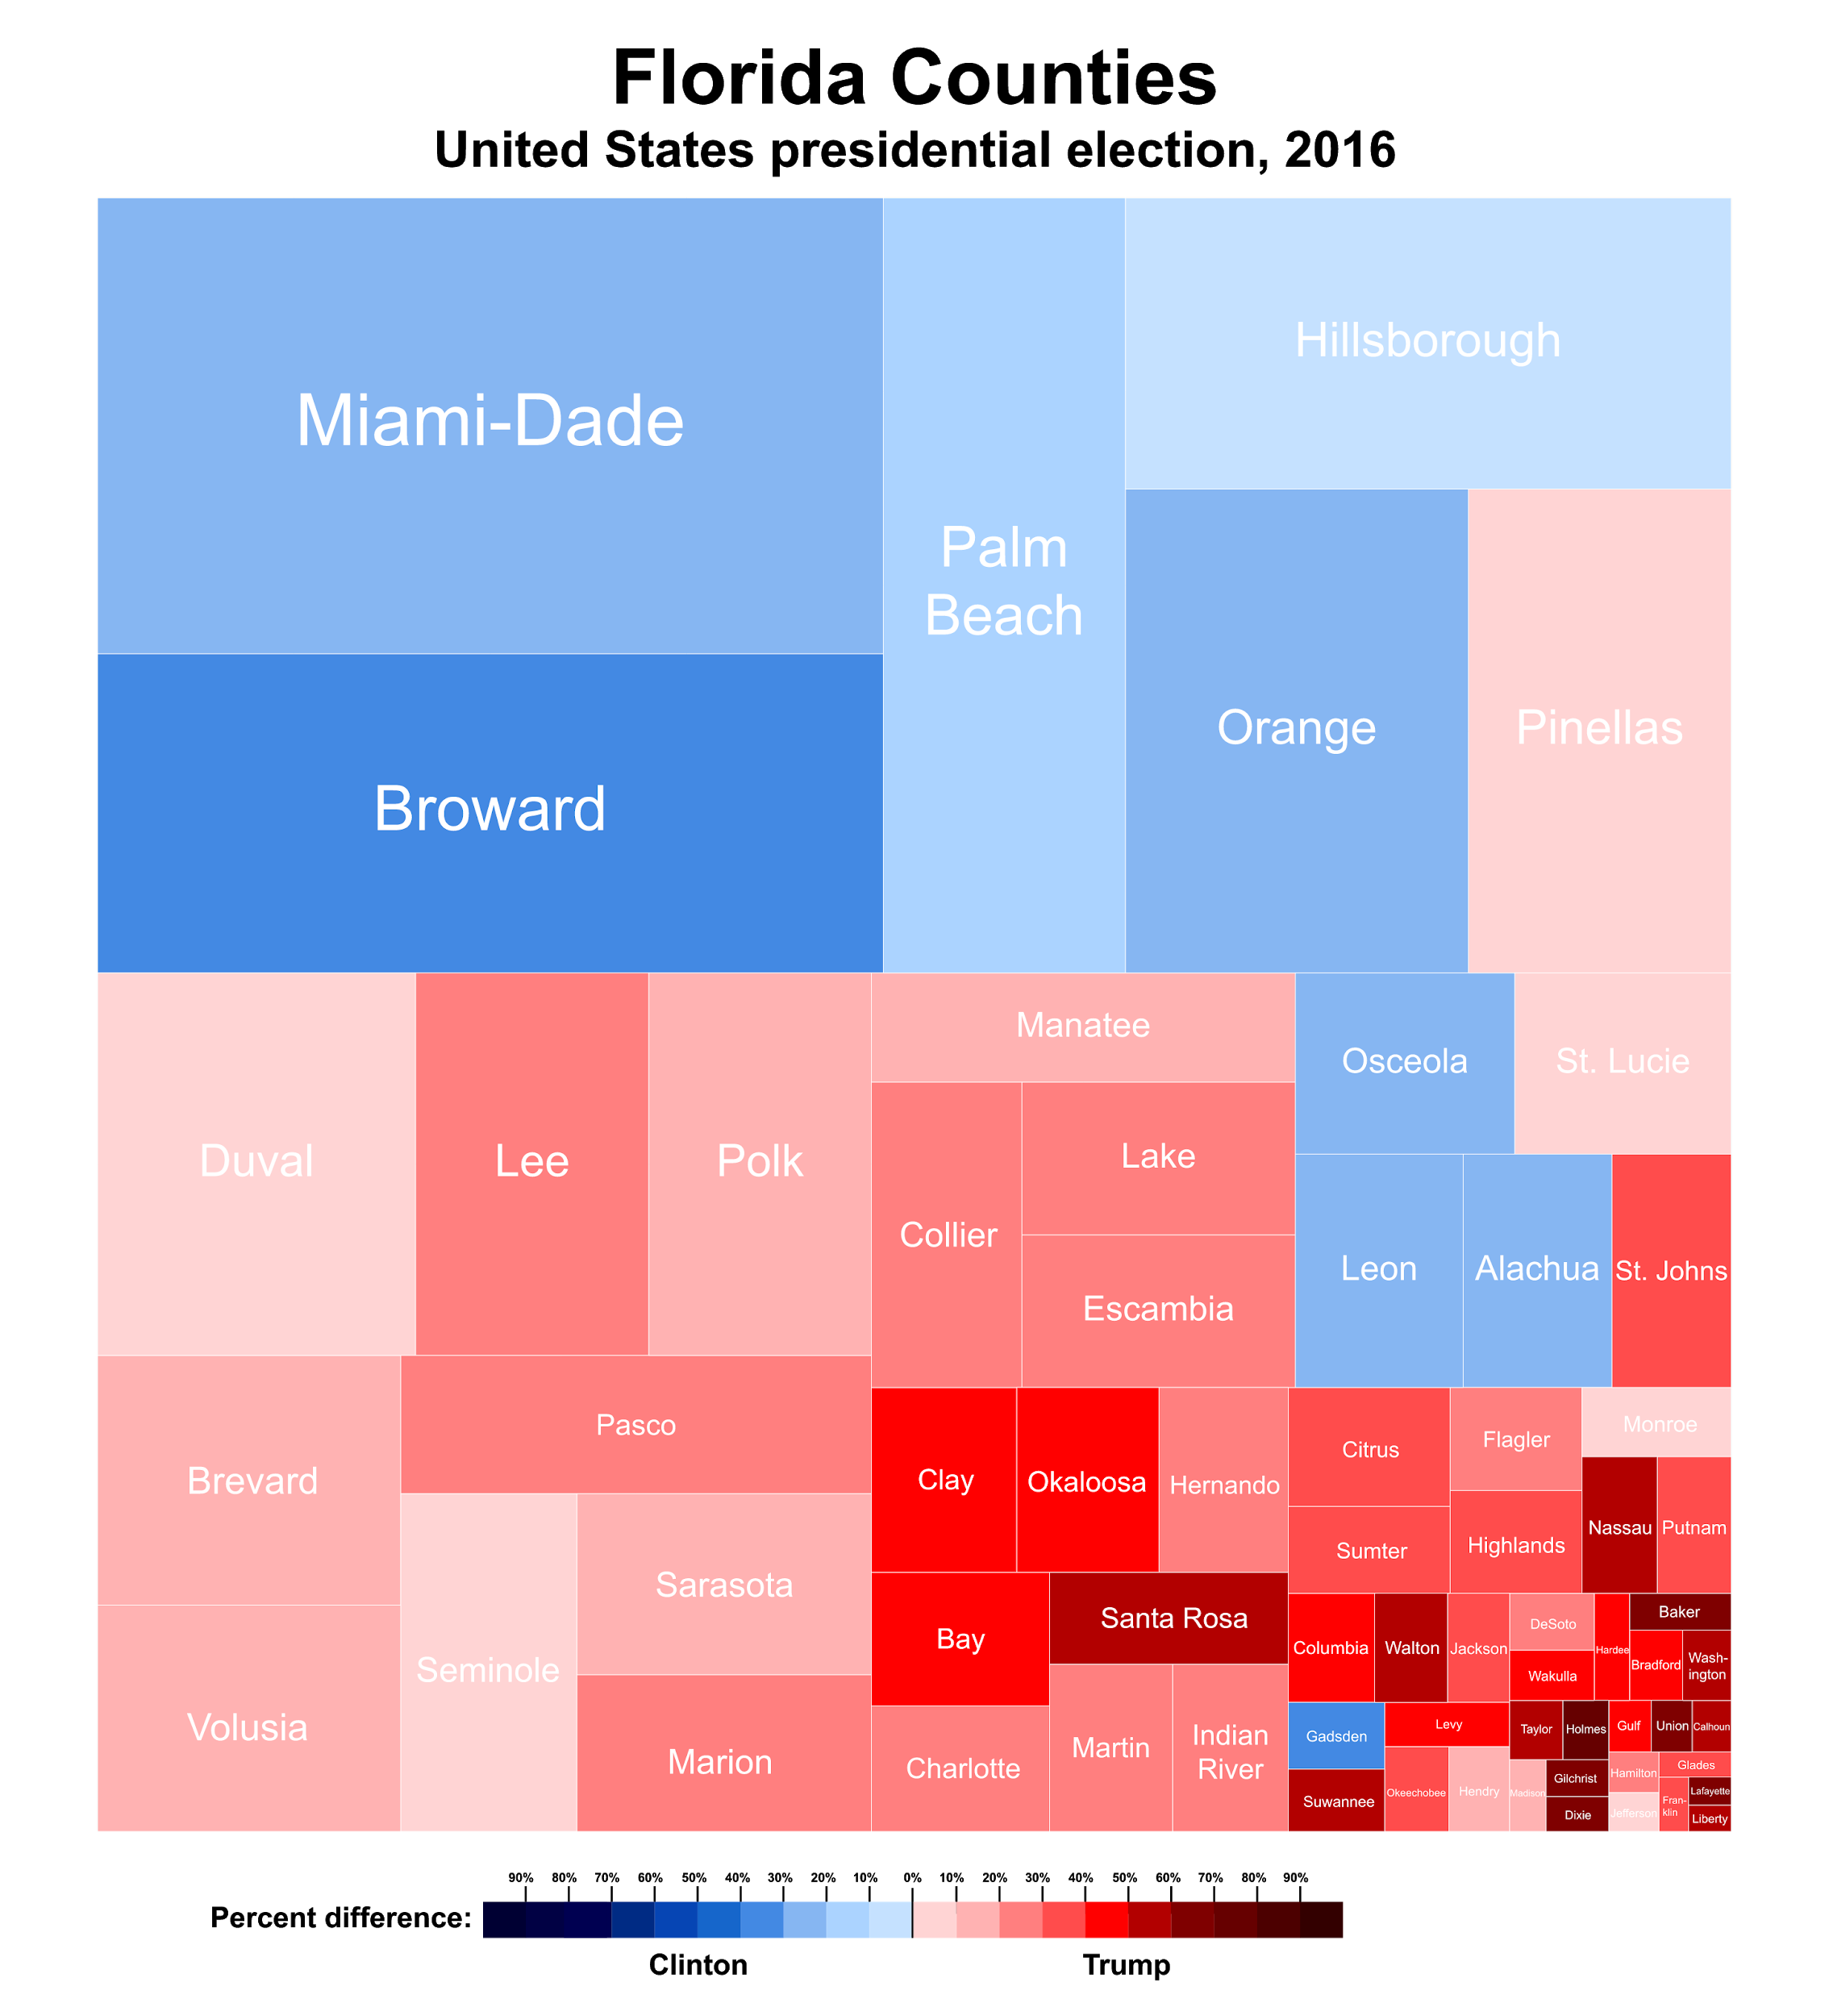 Florida Counties
United States presidential election, 2016
Miami-Dade
Broward
Palm
Beach
Hillsborough
Orange
Pinellas
Duval
Lee
Polk
Brevard
Volusia
Pasco
Seminole
Sarasota
Marion
Manatee
Collier
Lake
Escambia
Osceola
St. Lucie
Leon
Alachua
St. Johns
Clay
Okaloosa
Hernando
Bay
Santa Rosa
Charlotte
Martin
Indian
River
Citrus
Sumter
Flagler
Highlands
Monroe
Nassau
Putnam
Columbia
Walton
Jackson
DeSoto
Wakulla
Hardee
Baker
Bradford
Wash-
ington
Gadsden
Suwannee
Levy
Okeechobee
Hendry
Taylor
Holmes
Madison
Gilchrist
Dixie
Gulf
Union
Calhoun
Hamilton
Jefferson
Glades
Fran-
klin
Lafayette
Liberty
90% 80% 70% 60% 50% 40% 30% 20% 10% 0% 10% 20% 30% 40% 50% 60% 70% 80% 90%
Percent difference:
Clinton Trump